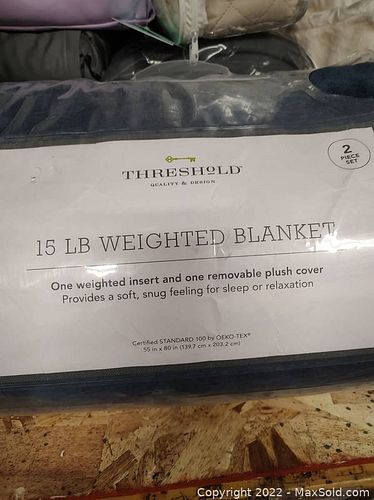 THRESHOLD™
QUALITY & DESIGN
2
PIECE
SET
15 LB WEIGHTED BLANKET
One weighted insert and one removable plush cover
Provides a soft, snug feeling for sleep or relaxation
Certified STANDARD 100 by OEKO-TEX®
55 in x 80 in (139.7 cm x 203.2 cm)
Copyright 2022 - MaxSold.com